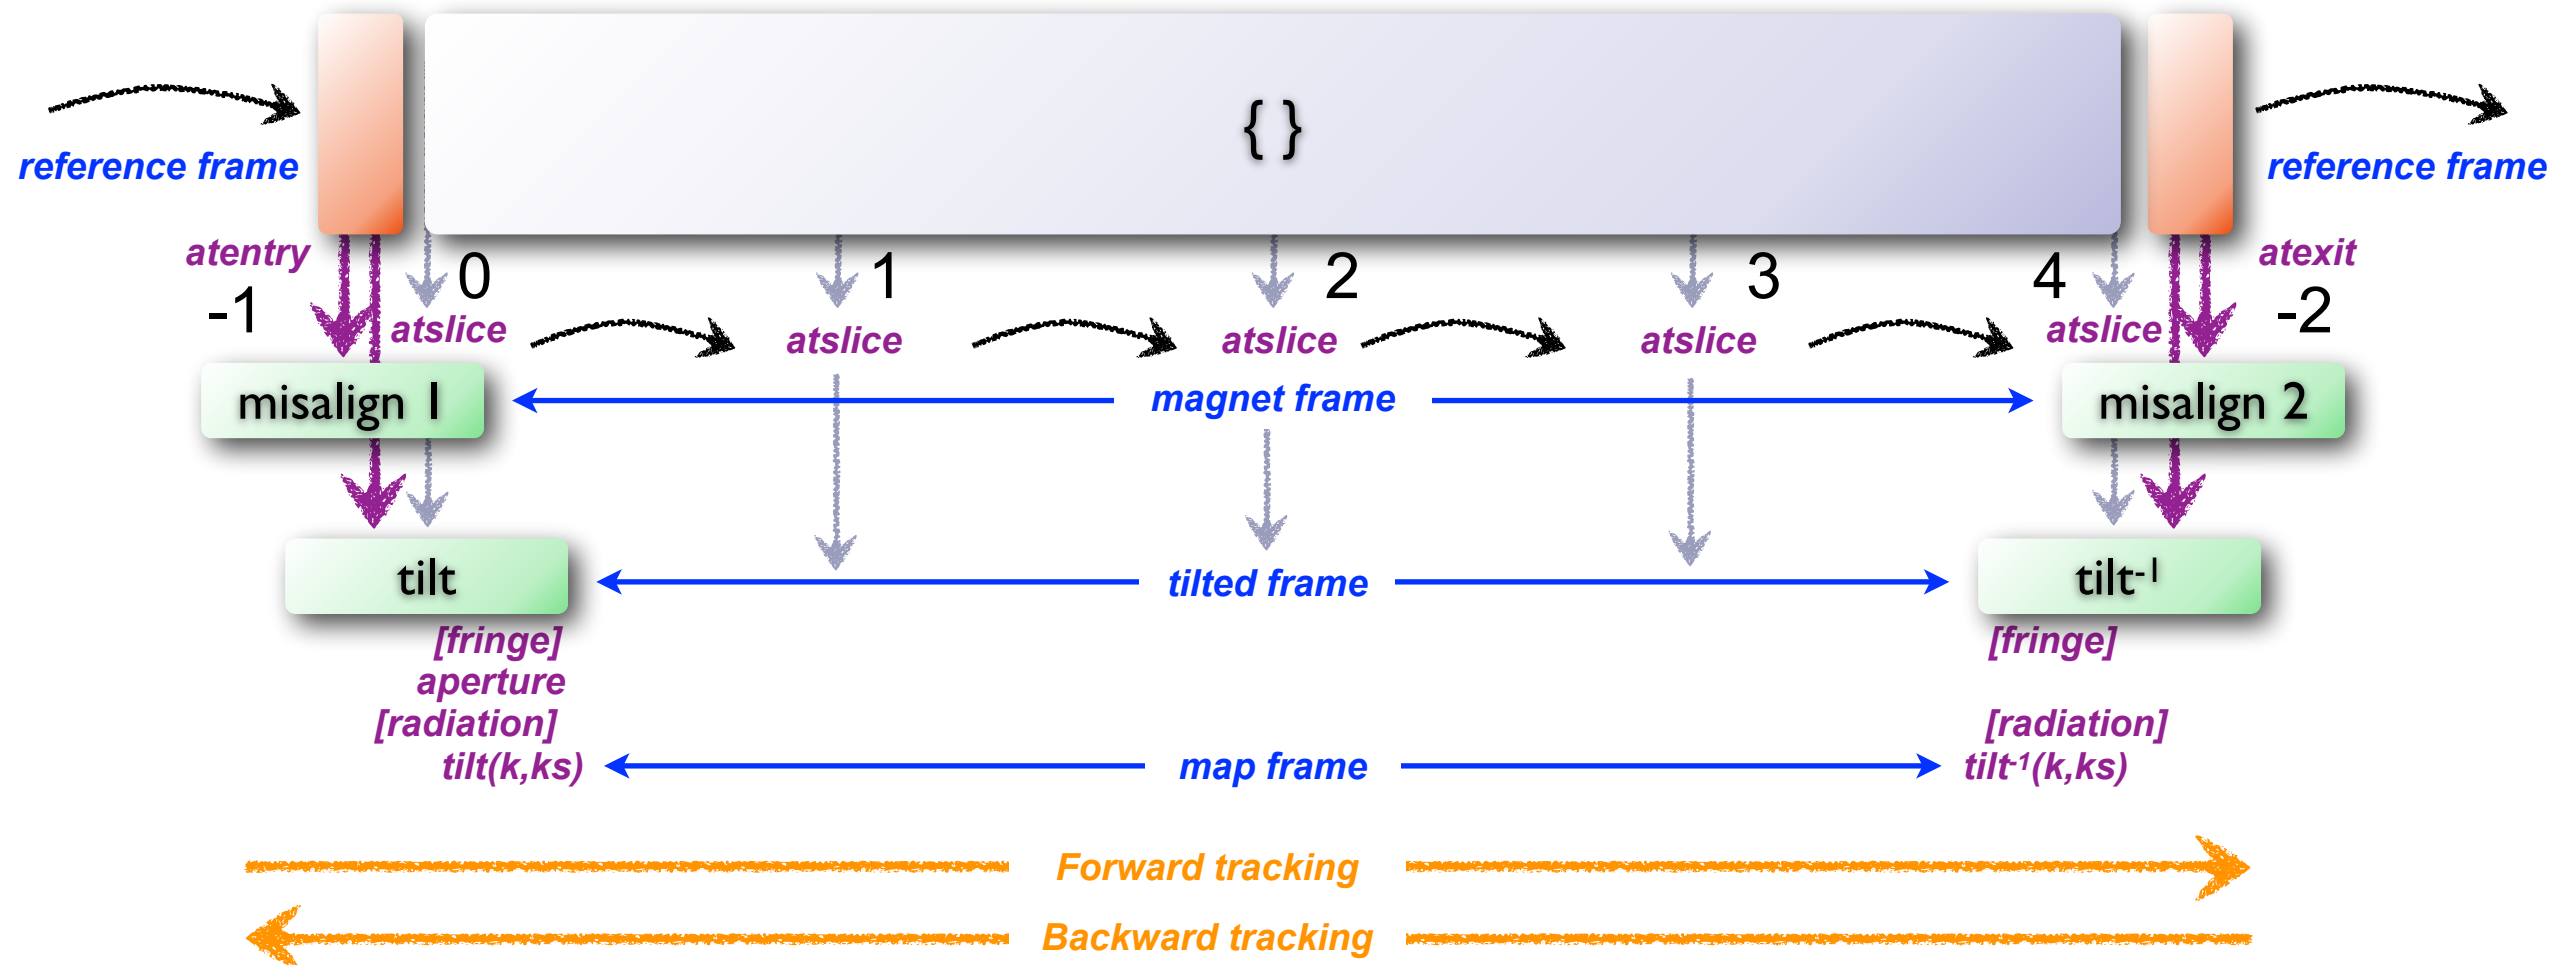 { }
reference frame
reference frame
atentry
atexit
-1
0
1
2
3
4
-2
atslice
atslice
atslice
atslice
atslice
misalign 1
magnet frame
misalign 2
tilt
tilted frame
tilt⁻¹
[fringe]
[fringe]
aperture
[radiation]
[radiation]
tilt(k,ks)
map frame
tilt⁻¹(k,ks)
Forward tracking
Backward tracking